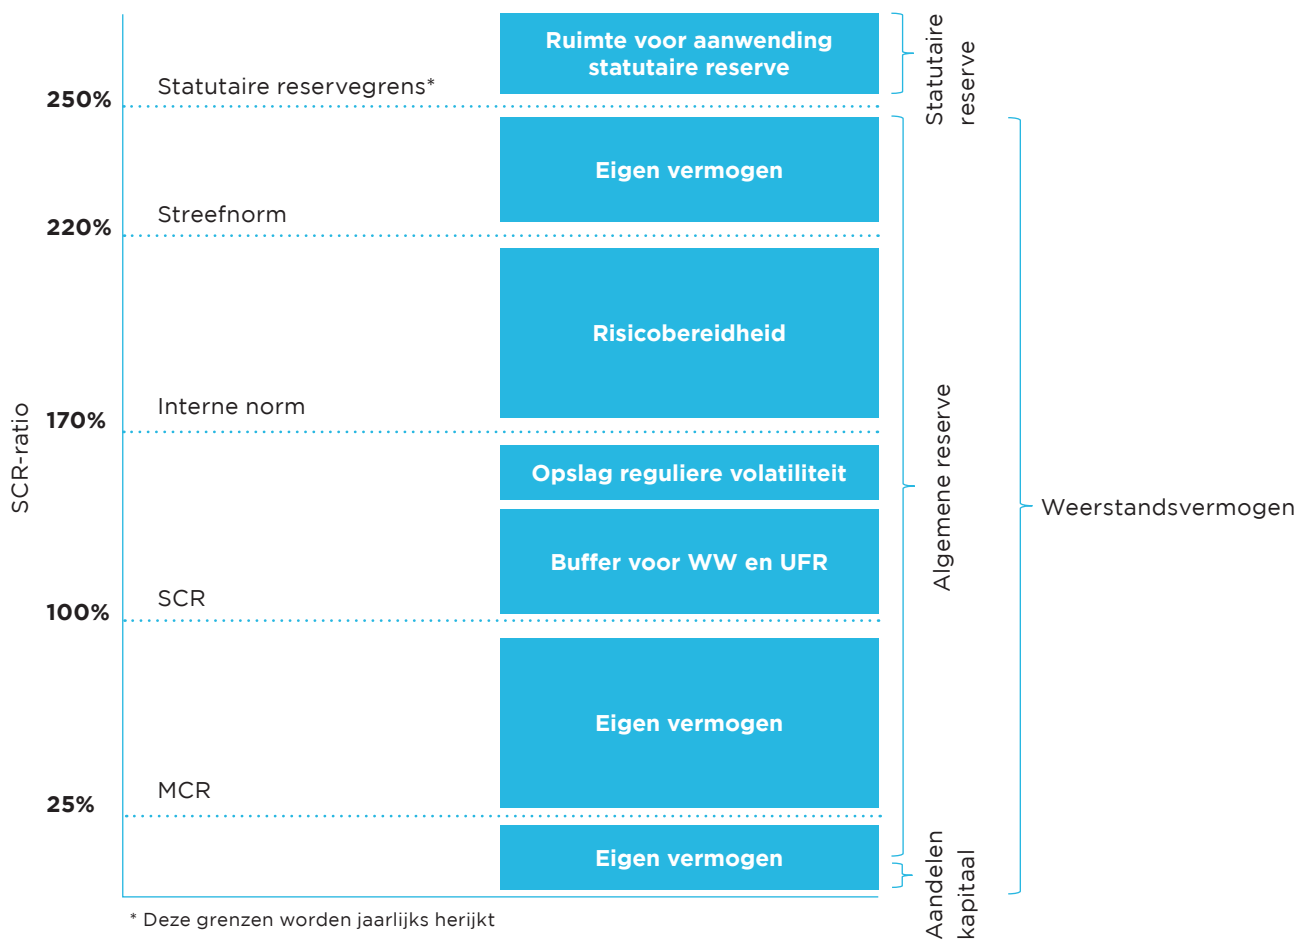 Ruimte voor aanwending
statutaire reserve
Statutaire
reserve
Statutaire reservegrens*
250%
Eigen vermogen
Streefnorm
220%
Risicobereidheid
Interne norm
170%
SCR-ratio
Opslag reguliere volatiliteit
Algemene reserve
Weerstandsvermogen
Buffer voor WW en UFR
SCR
100%
Eigen vermogen
MCR
25%
Eigen vermogen
Aandelen
kapitaal
* Deze grenzen worden jaarlijks herijkt